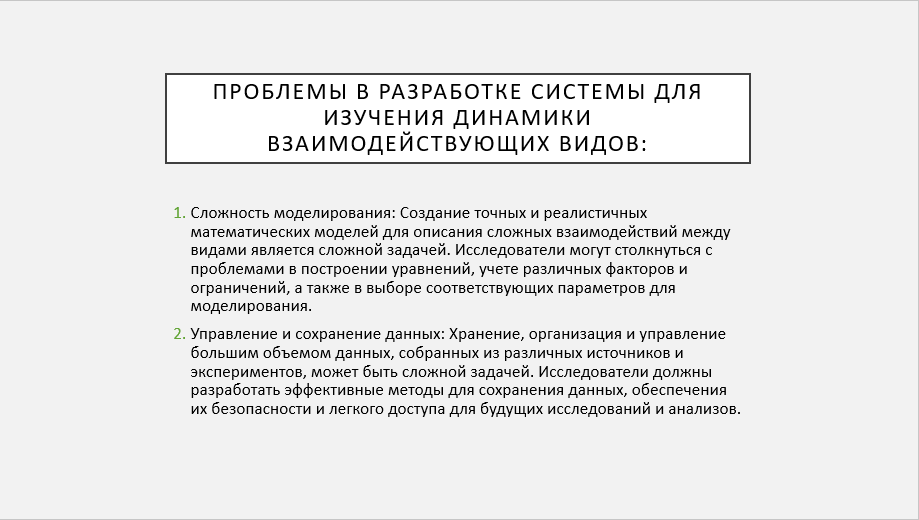 ПРОБЛЕМЫ В РАЗРАБОТКЕ СИСТЕМЫ ДЛЯ
ИЗУЧЕНИЯ ДИНАМИКИ
ВЗАИМОДЕЙСТВУЮЩИХ ВИДОВ:
1. Сложность моделирования: Создание точных и реалистичных
математических моделей для описания сложных взаимодействий между
видами является сложной задачей. Исследователи могут столкнуться с
проблемами в построении уравнений, учете различных факторов и
ограничений, а также в выборе соответствующих параметров для
моделирования.
2. Управление и сохранение данных: Хранение, организация и управление
большим объемом данных, собранных из различных источников и
экспериментов, может быть сложной задачей. Исследователи должны
разработать эффективные методы для сохранения данных, обеспечения
их безопасности и легкого доступа для будущих исследований и анализов.